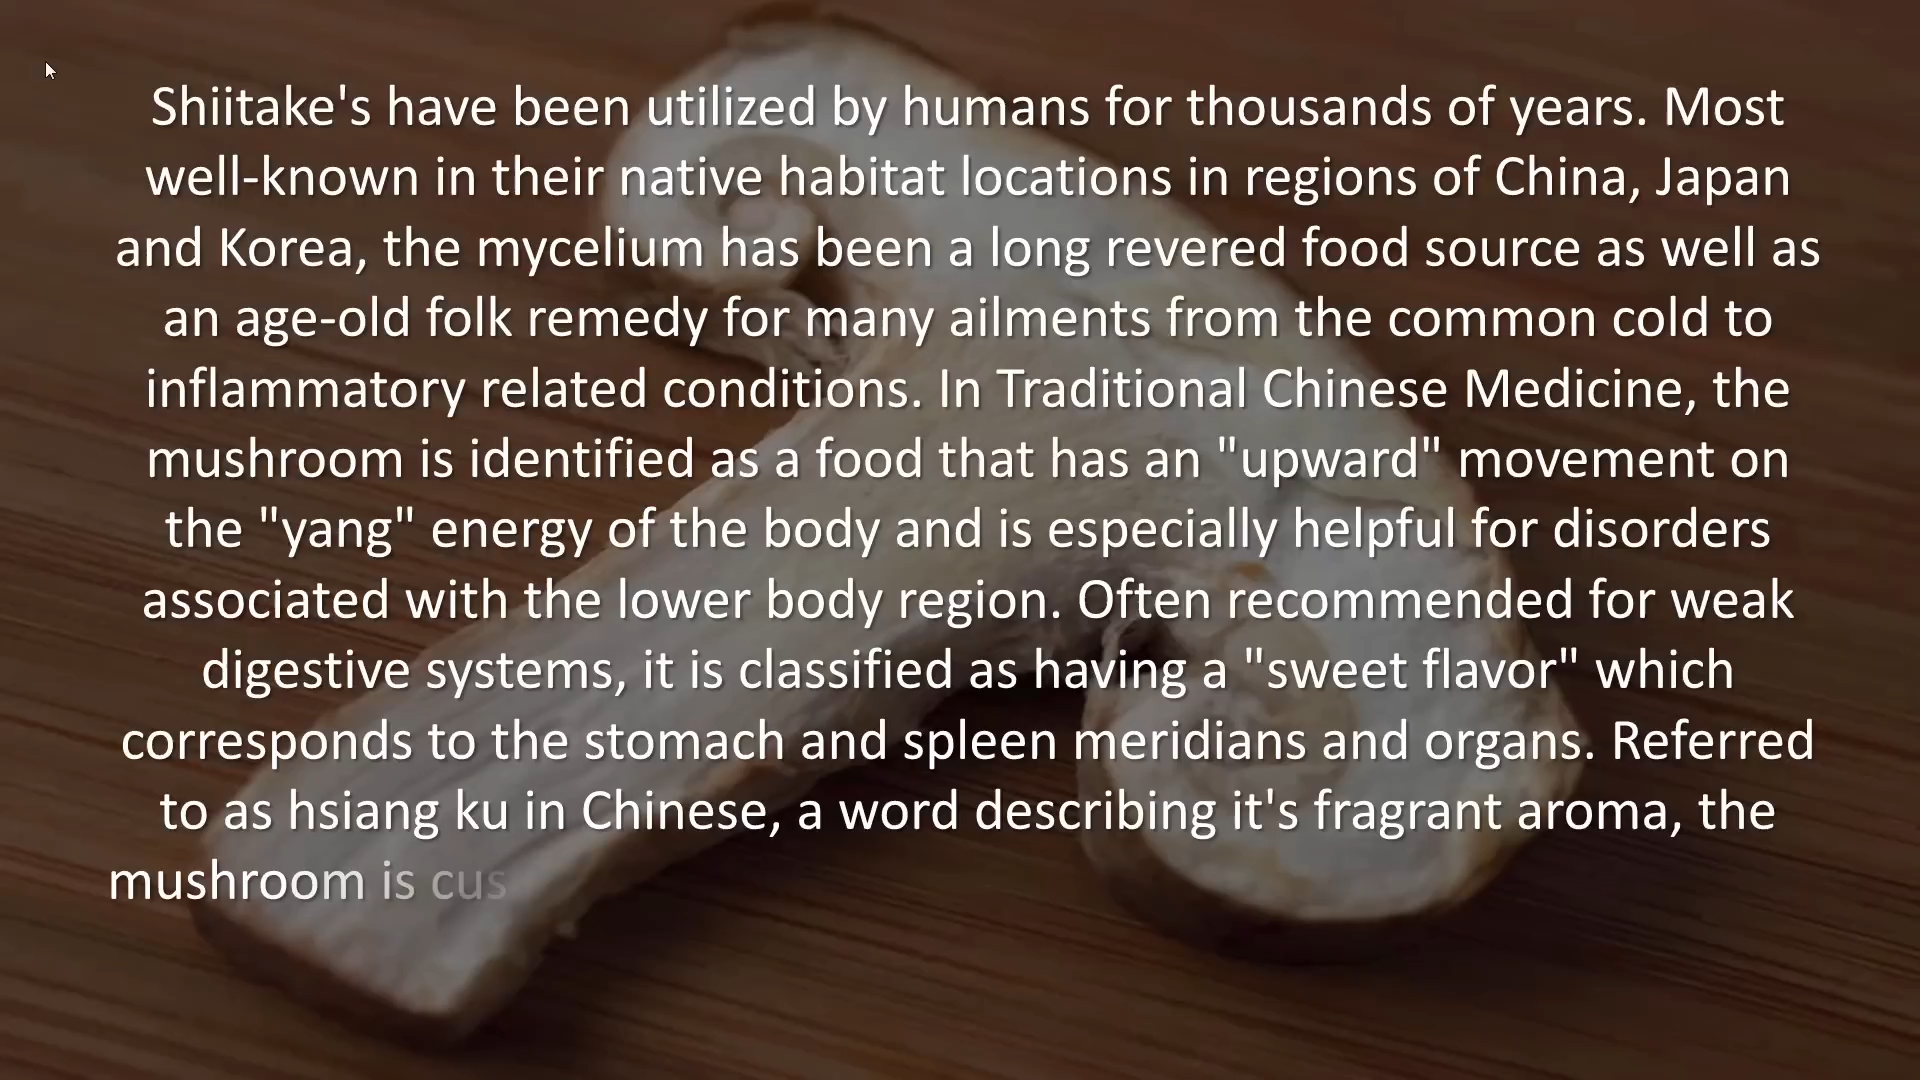 Shiitake's have been utilized by humans for thousands of years. Most
well-known in their native habitat locations in regions of China, Japan
and Korea, the mycelium has been a long revered food source as well as
an age-old folk remedy for many ailments from the common cold to
inflammatory related conditions. In Traditional Chinese Medicine, the
mushroom is identified as a food that has an "upward" movement on
the "yang" energy of the body and is especially helpful for disorders
associated with the lower body region. Often recommended for weak
digestive systems, it is classified as having a "sweet flavor" which
corresponds to the stomach and spleen meridians and organs. Referred
to as hsiang ku in Chinese, a word describing it's fragrant aroma, the
mushroom is cus